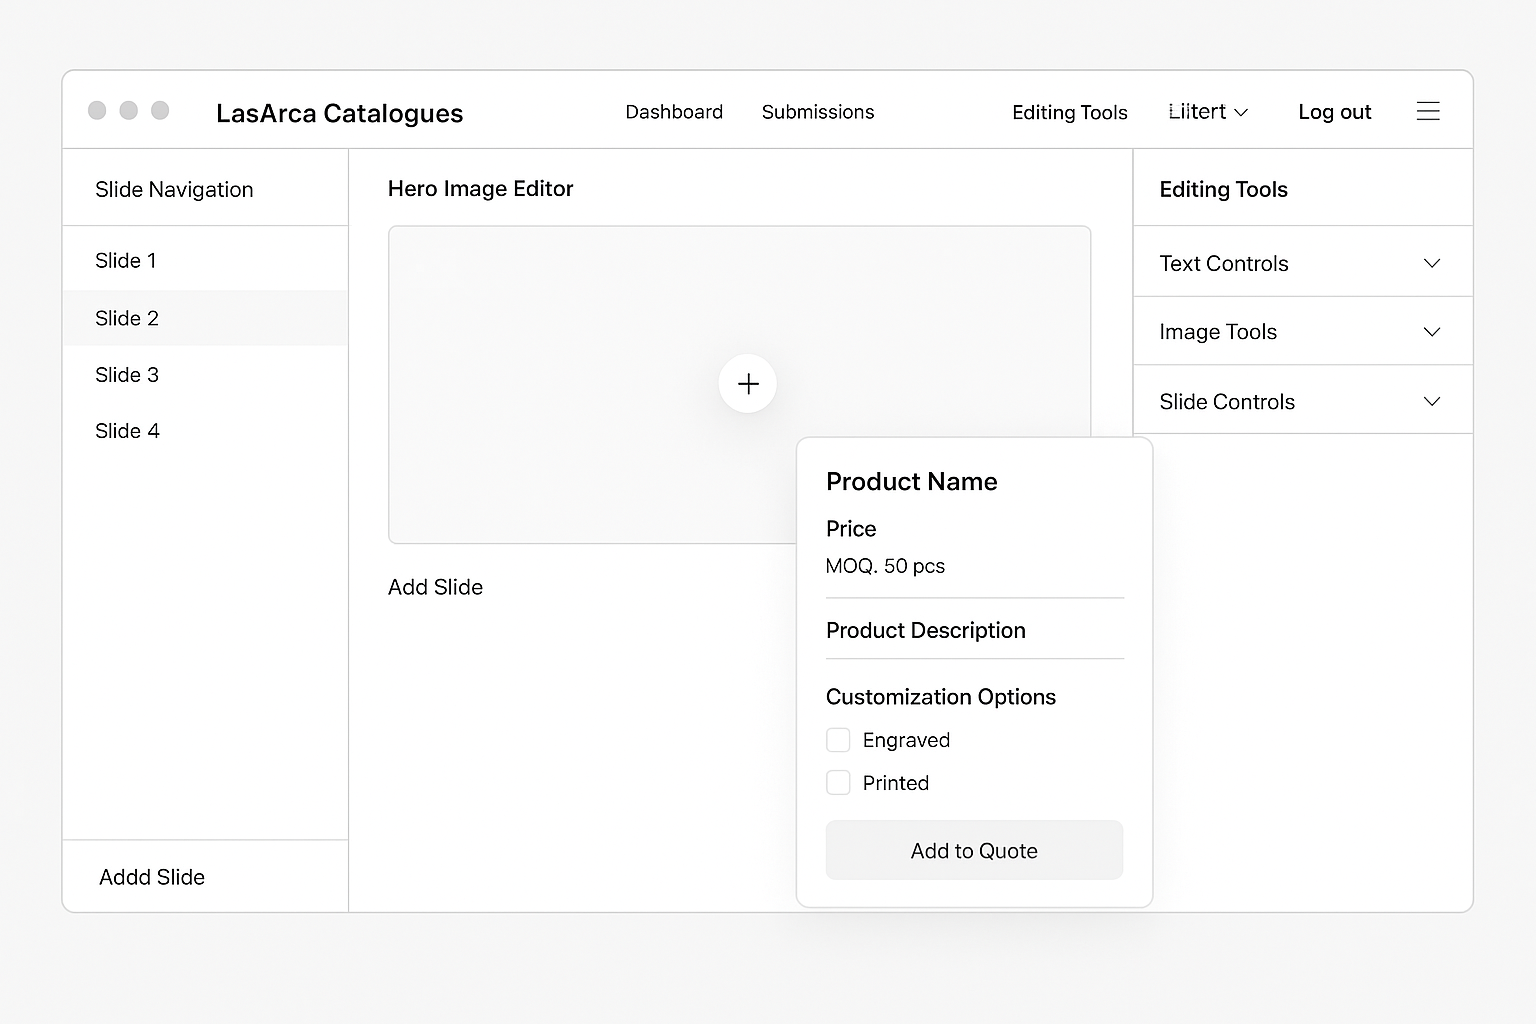 LasArca Catalogues
Dashboard
Submissions
Editing Tools
Log out
Slide Navigation
Slide 1
Slide 2
Slide 3
Slide 4
Addd Slide
Hero Image Editor
Add Slide
Product Name
Price
MOQ. 50 pcs
Product Description
Customization Options
Engraved
Printed
Add to Quote
Editing Tools
Text Controls
Image Tools
Slide Controls